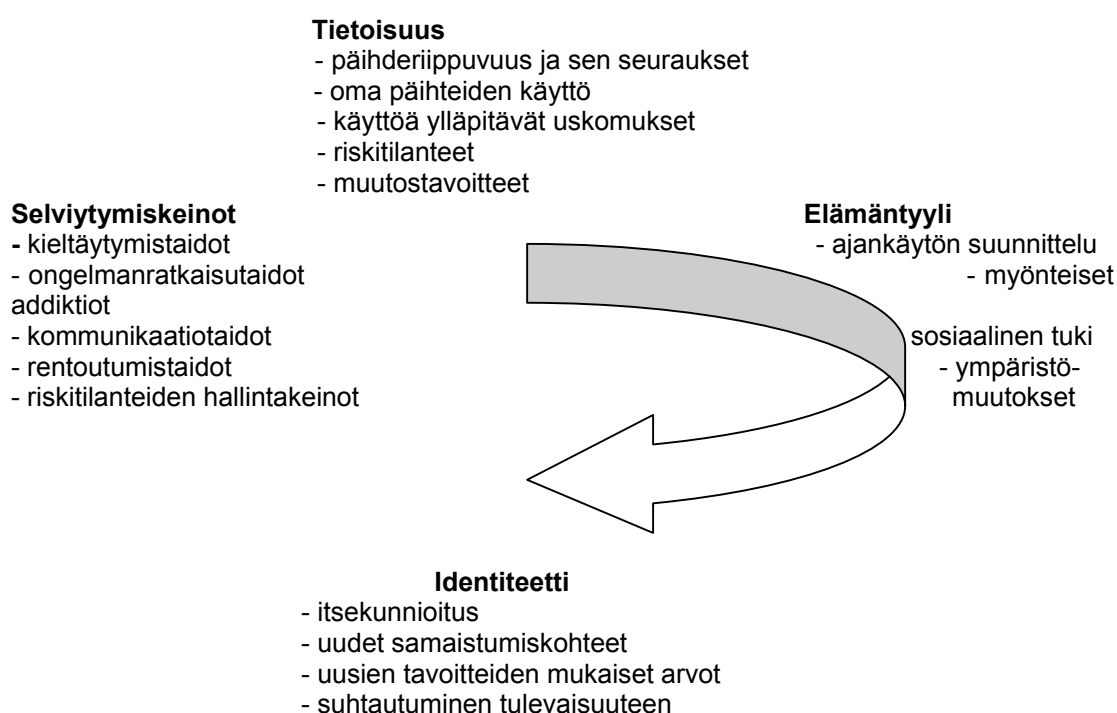 Tietoisuus
- päihderiippuvuus ja sen seuraukset
- oma päihteiden käyttö
- käyttöä ylläpitävät uskomukset
- riskitilanteet
- muutostavoitteet
Selviytymiskeinot
- kieltäytymistaidot
- ongelmanratkaisutaidot
addiktiot
- kommunikaatiotaidot
- rentoutumistaidot
- riskitilanteiden hallintakeinot
Elämäntyyli
- ajankäytön suunnittelu
- myönteiset
sosiaalinen tuki
- ympäristö-
muutokset
Identiteetti
- itsekunnioitus
- uudet samaistumiskohteet
- uusien tavoitteiden mukaiset arvot
- suhtautuminen tulevaisuuteen